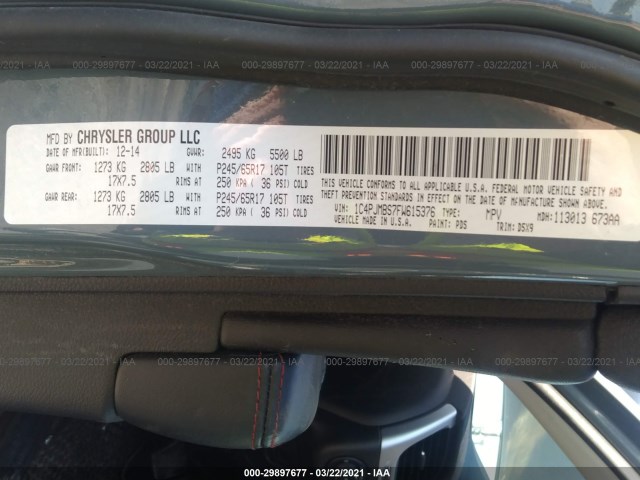 000-29897677 - 03/22/2021 - IAA
MFD BY CHRYSLER GROUP LLC
DATE OF MFR(BUILT): 12-14 GVWR: 2495 KG 5500 LB
GAWR FRONT: 1273 KG 2805 LB WITH P245/65R17 105T TIRES
17X7.5 RIMS AT 250 KPA ( 36 PSI) COLD
GAWR REAR: 1273 KG 2805 LB WITH P245/65R17 105T TIRES
17X7.5 RIMS AT 250 KPA ( 36 PSI) COLD
THIS VEHICLE CONFORMS TO ALL APPLICABLE U.S.A. FEDERAL MOTOR VEHICLE SAFETY, BUMPER AND
THEFT PREVENTION STANDARDS IN EFFECT ON THE DATE OF MANUFACTURE SHOWN ABOVE.
VIN: 1C4PJMBS7FW615376 TYPE: MPV MDH: 113013 673AA
VEHICLE MADE IN U.S.A. PAINT: PDS TRIM: D5X9
000-29897677 - 03/22/2021 - IAA
000-29897677 - 03/22/2021 - IAA